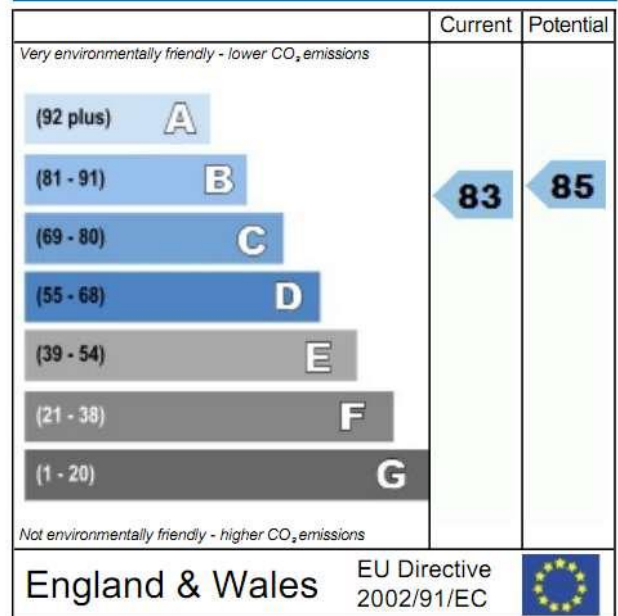 Current Potential
Very environmentally friendly - lower CO₂ emissions
(92 plus) A
(81 - 91) B
83 85
(69 - 80) C
(55 - 68) D
(39 - 54) E
(21 - 38) F
(1 - 20) G
Not environmentally friendly - higher CO₂ emissions
England & Wales
EU Directive
2002/91/EC